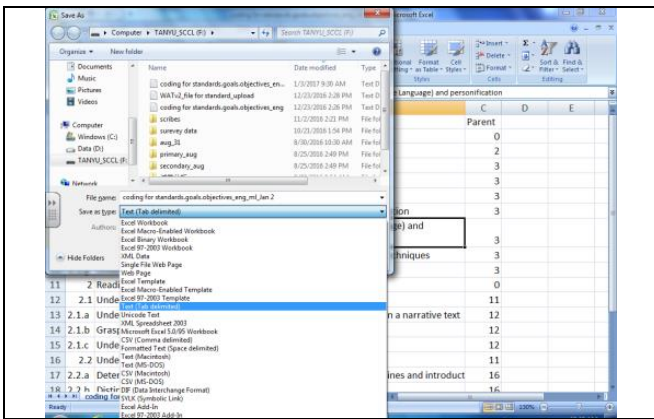 Save As
Microsoft Excel
Computer ▸ TANYU_SCCL (F:) ▸
Search TANYU_SCCL (F:)
Organize
New folder
Documents
Music
Pictures
Videos
Computer
Windows (C:)
Data (D:)
TANYU_SCCL (F:
Network
Name
Date modified
Type
coding for standards.goals.objectives_en...
1/3/2017 9:30 AM
Text D
WATv2_file for standard_upload
12/23/2016 2:28 PM
Text D
coding for standards.goals.objectives_eng
12/23/2016 2:26 PM
Text D
scribes
11/2/2016 2:21 PM
File fol
surevey data
10/21/2016 1:56 PM
File fol
aug_31
8/30/2016 10:30 AM
File fol
primary_aug
8/25/2016 2:49 PM
File fol
secondary_aug
8/25/2016 2:49 PM
File fol
File name:
coding for standards.goals.objectives_eng_ml_Jan 2
Save as type:
Text (Tab delimited)
Authors:
Hide Folders
Excel Workbook
Excel Macro-Enabled Workbook
Excel Binary Workbook
Excel 97-2003 Workbook
XML Data
Single File Web Page
Web Page
Excel Template
Excel Macro-Enabled Template
Excel 97-2003 Template
Text (Tab delimited)
Unicode Text
XML Spreadsheet 2003
Microsoft Excel 5.0/95 Workbook
CSV (Comma delimited)
Formatted Text (Space delimited)
Text (Macintosh)
Text (MS-DOS)
CSV (Macintosh)
CSV (MS-DOS)
DIF (Data Interchange Format)
SYLK (Symbolic Link)
Excel Add-In
Excel 97-2003 Add-In
Format as Table
Cell Styles
Styles
Insert
Delete
Format
Cells
Sort & Filter
Find & Select
Editing
e Language) and personification
C
D
E
Parent
0
2
3
3
3
tion
3
ge) and
3
chniques
3
3
11
2
Readi
0
12
2.1
Unde
11
13
2.1.a
Unde
n a narrative text
12
14
2.1.b
Grasp
12
15
2.1.c
Unde
12
16
2.2
Unde
11
17
2.2.a
Deter
ines and introduct
16
18
2.2.b
Distin
16
coding for
Ready
130%